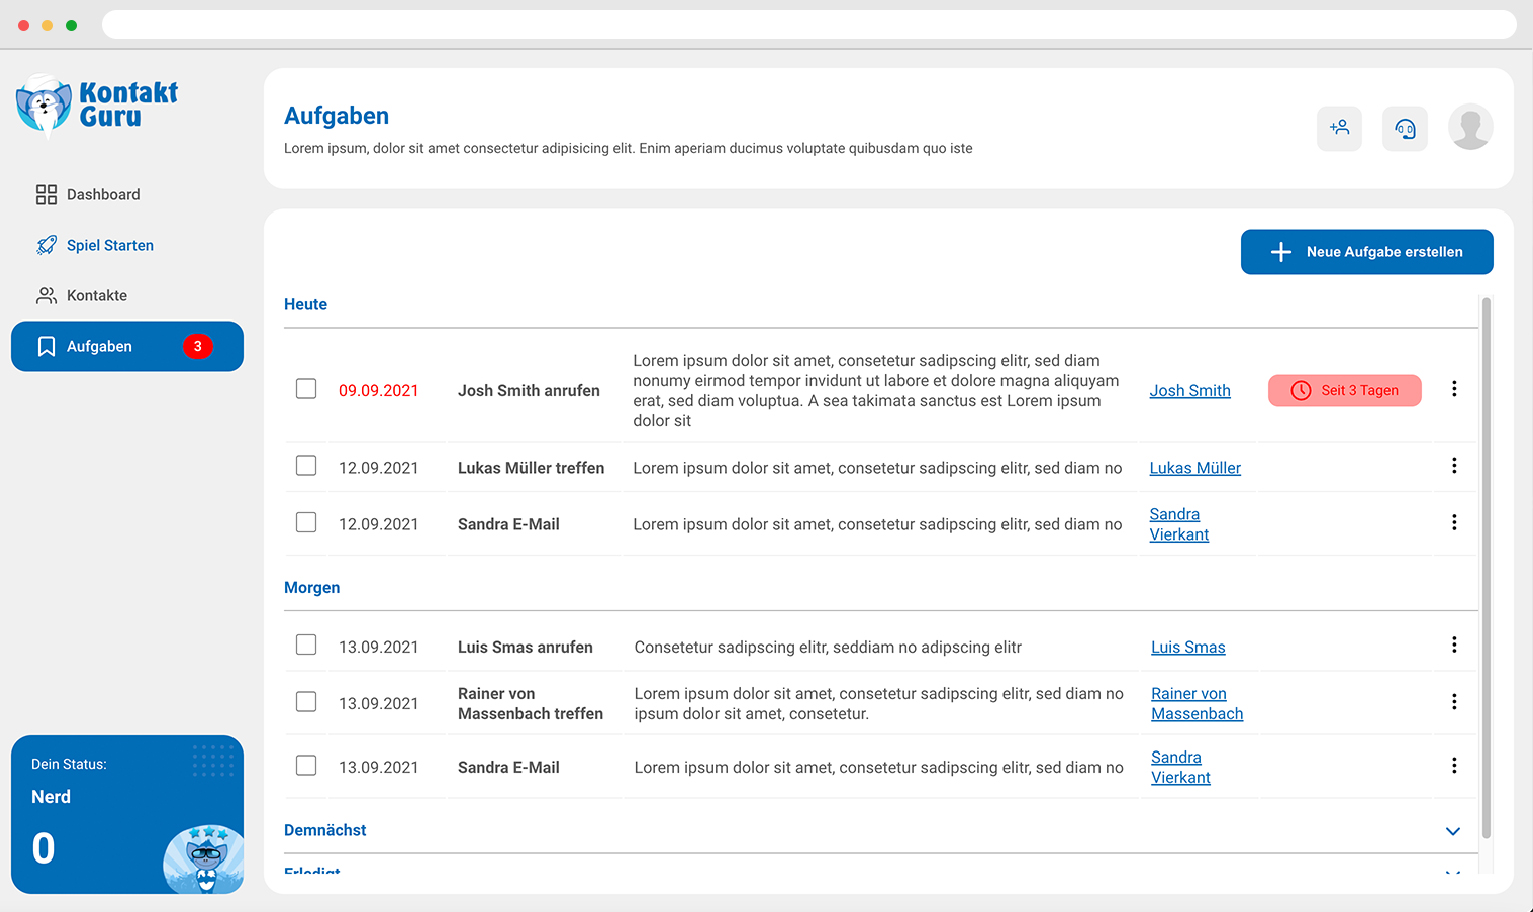 Kontakt
Guru
Dashboard
Spiel Starten
Kontakte
Aufgaben 3
Dein Status:
Nerd
0
Aufgaben
Lorem ipsum, dolor sit amet consectetur adipisicing elit. Enim aperiam ducimus voluptate quibusdam quo iste
Neue Aufgabe erstellen
Heute
09.09.2021
Josh Smith anrufen
Lorem ipsum dolor sit amet, consetetur sadipscing elitr, sed diam
nonumy eirmod tempor invidunt ut labore et dolore magna aliquyam
erat, sed diam voluptua. A sea takimata sanctus est Lorem ipsum
dolor sit
Josh Smith
Seit 3 Tagen
12.09.2021
Lukas Müller treffen
Lorem ipsum dolor sit amet, consetetur sadipscing elitr, sed diam no
Lukas Müller
12.09.2021
Sandra E-Mail
Lorem ipsum dolor sit amet, consetetur sadipscing elitr, sed diam no
Sandra
Vierkant
Morgen
13.09.2021
Luis Smas anrufen
Consetetur sadipscing elitr, seddiam no adipscing elitr
Luis Smas
13.09.2021
Rainer von
Massenbach treffen
Lorem ipsum dolor sit amet, consetetur sadipscing elitr, sed diam no
ipsum dolor sit amet, consetetur.
Rainer von
Massenbach
13.09.2021
Sandra E-Mail
Lorem ipsum dolor sit amet, consetetur sadipscing elitr, sed diam no
Sandra
Vierkant
Demnächst
Erledigt